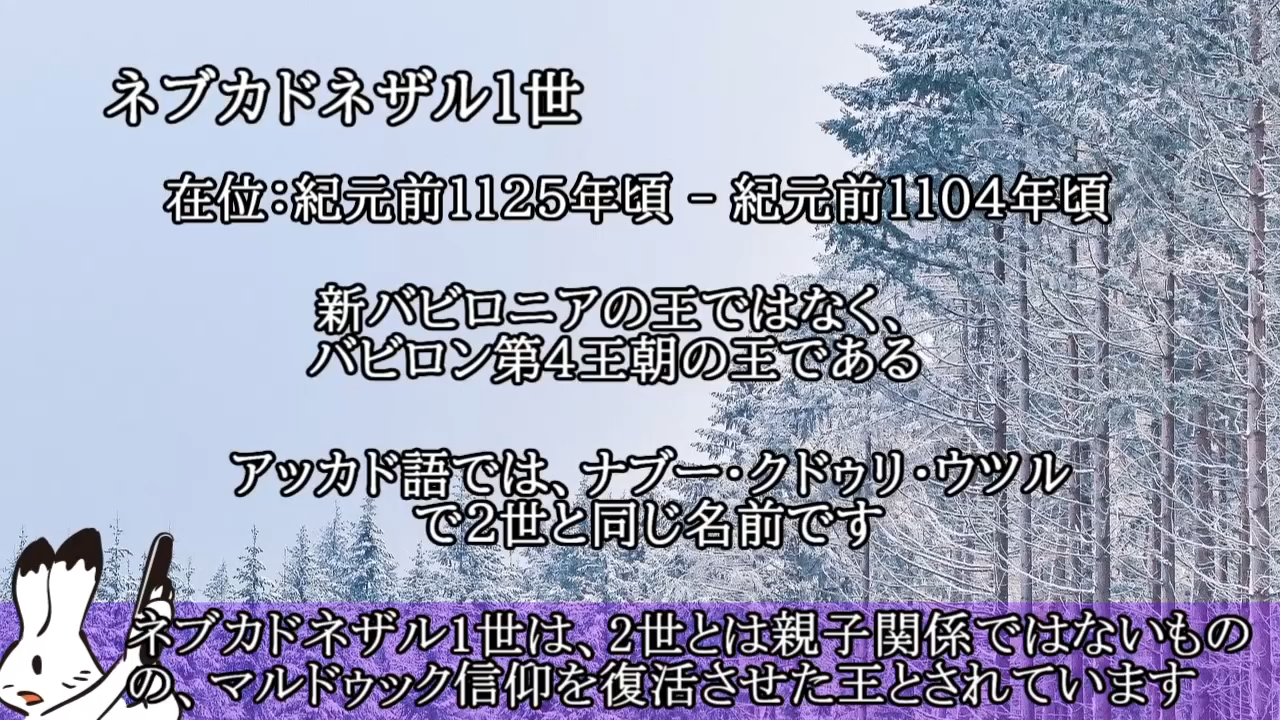 ネブカドネザル1世
在位：紀元前1125年頃 - 紀元前1104年頃
新バビロニアの王ではなく、
バビロン第4王朝の王である
アッカド語では、ナブー・クドゥリ・ウツル
で2世と同じ名前です
ネブカドネザル1世は、2世とは親子関係ではないもの
の、マルドゥック信仰を復活させた王とされています